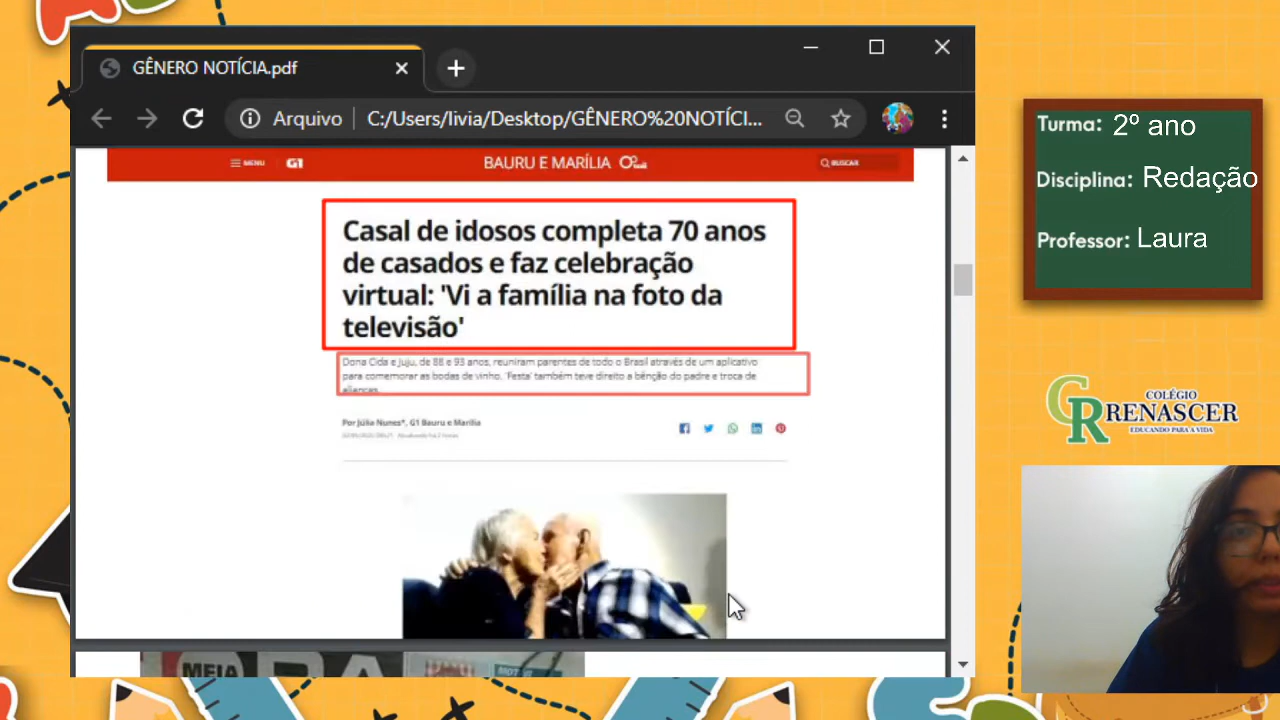 GÊNERO NOTÍCIA.pdf
Arquivo
C:/Users/livia/Desktop/GÊNERO%20NOTÍCI...
MENU
G1
BAURU E MARÍLIA
BUSCAR
Casal de idosos completa 70 anos
de casados e faz celebração
virtual: 'Vi a família na foto da
televisão'
Dona Cida e Juju, de 88 e 93 anos, reuniram parentes de todo o Brasil através de um aplicativo
para comemorar as bodas de vinho. 'Festa' também teve direito a bênção do padre e troca de
alianças.
Por Júlia Nunes*, G1 Bauru e Marília
MEIA
Turma: 2º ano
Disciplina: Redação
Professor: Laura
CR
COLÉGIO
RENASCER
EDUCANDO PARA A VIDA